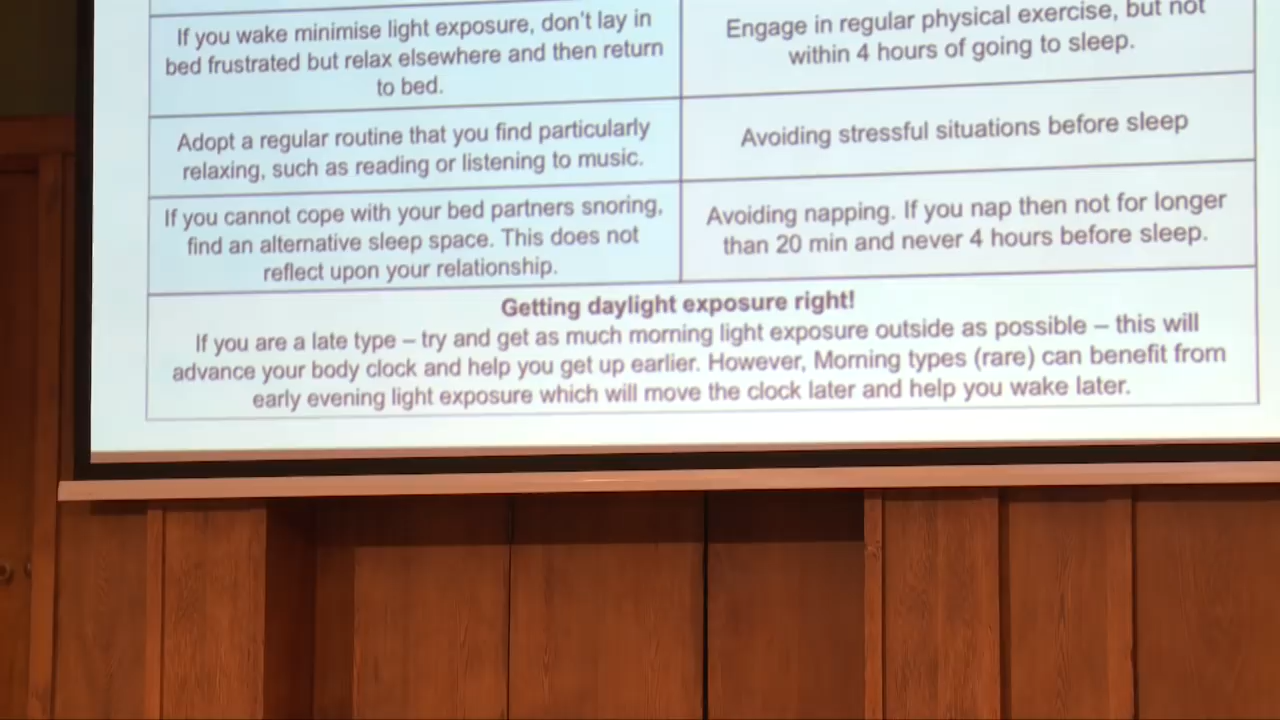 If you wake minimise light exposure, don't lay in
bed frustrated but relax elsewhere and then return
to bed.
Engage in regular physical exercise, but not
within 4 hours of going to sleep.
Adopt a regular routine that you find particularly
relaxing, such as reading or listening to music.
Avoiding stressful situations before sleep
If you cannot cope with your bed partners snoring,
find an alternative sleep space. This does not
reflect upon your relationship.
Avoiding napping. If you nap then not for longer
than 20 min and never 4 hours before sleep.
Getting daylight exposure right!
If you are a late type – try and get as much morning light exposure outside as possible – this will
advance your body clock and help you get up earlier. However, Morning types (rare) can benefit from
early evening light exposure which will move the clock later and help you wake later.